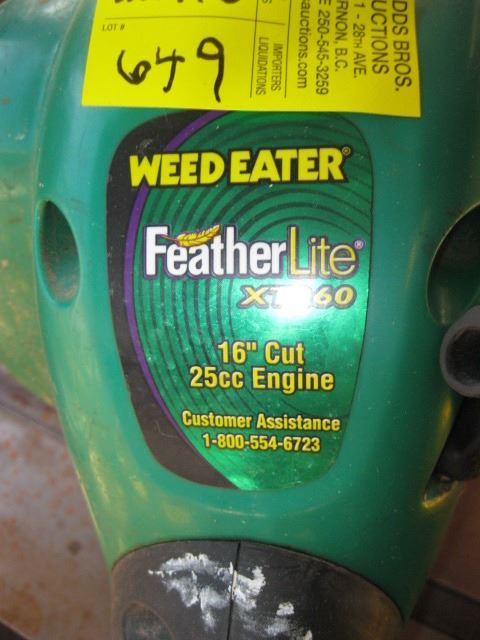 LOT #
649
IMPORTERS
LIQUIDATIONS
DDS BROS.
UCTIONS
1 - 28TH AVE.
RNON, B.C.
E 250-545-3259
auctions.com
WEED EATER®
FeatherLite®
16" Cut
25cc Engine
Customer Assistance
1-800-554-6723